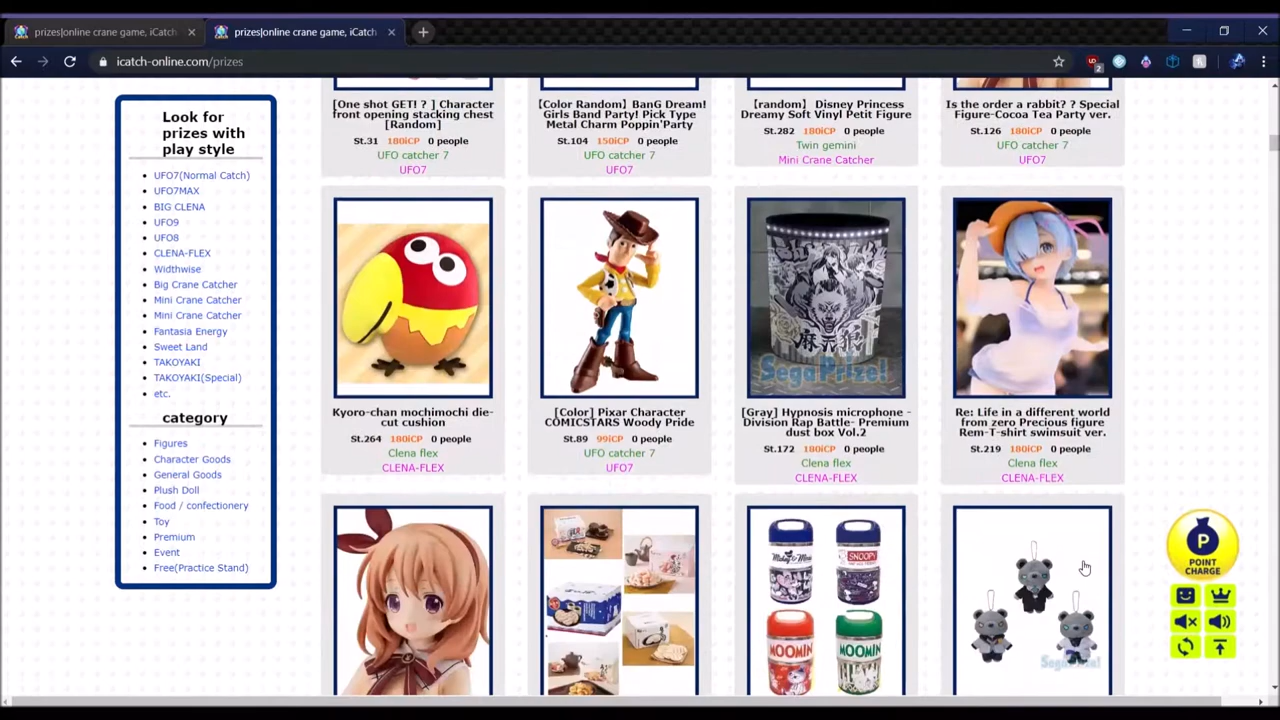 prizes|online crane game, iCatch
prizes|online crane game, iCatch
icatch-online.com/prizes
2
Look for
prizes with
play style
UFO7(Normal Catch)
UFO7MAX
BIG CLENA
UFO9
UFO8
CLENA-FLEX
Widthwise
Big Crane Catcher
Mini Crane Catcher
Mini Crane Catcher
Fantasia Energy
Sweet Land
TAKOYAKI
TAKOYAKI(Special)
etc.
category
Figures
Character Goods
General Goods
Plush Doll
Food / confectionery
Toy
Premium
Event
Free(Practice Stand)
[One shot GET! ? ] Character
front opening stacking chest
[Random]
St.31 180iCP 0 people
UFO catcher 7
UFO7
【Color Random】BanG Dream!
Girls Band Party! Pick Type
Metal Charm Poppin'Party
St.104 150iCP 0 people
UFO catcher 7
UFO7
【random】 Disney Princess
Dreamy Soft Vinyl Petit Figure
St.282 180iCP 0 people
Twin gemini
Mini Crane Catcher
Is the order a rabbit? ? Special
Figure-Cocoa Tea Party ver.
St.126 180iCP 0 people
UFO catcher 7
UFO7
Kyoro-chan mochimochi die-
cut cushion
St.264 180iCP 0 people
Clena flex
CLENA-FLEX
[Color] Pixar Character
COMICSTARS Woody Pride
St.89 99iCP 0 people
UFO catcher 7
UFO7
麻天狼
SegaPrize!
[Gray] Hypnosis microphone -
Division Rap Battle- Premium
dust box Vol.2
St.172 180iCP 0 people
Clena flex
CLENA-FLEX
Re: Life in a different world
from zero Precious figure
Rem-T-shirt swimsuit ver.
St.219 180iCP 0 people
Clena flex
CLENA-FLEX
SNOOPY
MOOMIN
MOOMIN
SegaPrize!
P
POINT
CHARGE